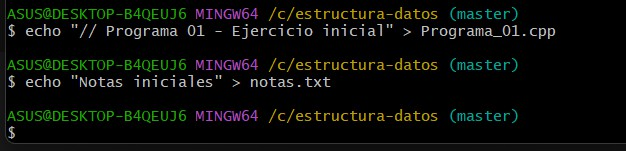 ASUS@DESKTOP-B4QEUJ6 MINGW64 /c/estructura-datos (master)
$ echo "// Programa 01 - Ejercicio inicial" > Programa_01.cpp
ASUS@DESKTOP-B4QEUJ6 MINGW64 /c/estructura-datos (master)
$ echo "Notas iniciales" > notas.txt
ASUS@DESKTOP-B4QEUJ6 MINGW64 /c/estructura-datos (master)
$